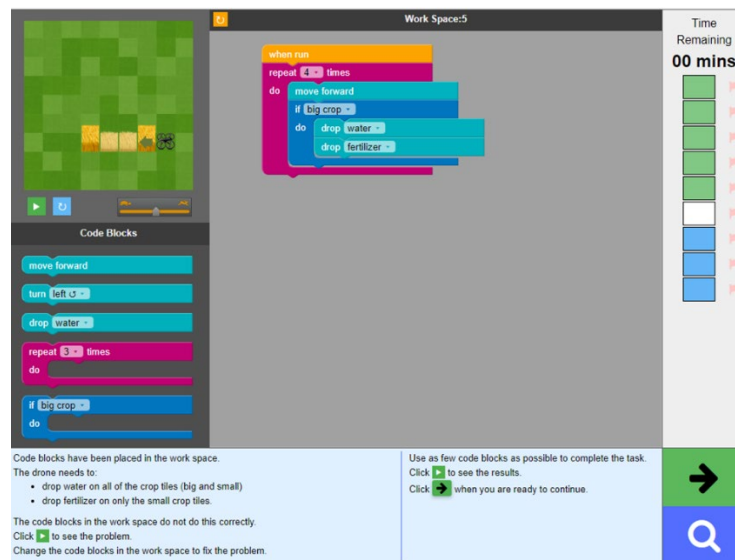 Work Space:5
Time
Remaining
00 mins
when run
repeat 4 times
do move forward
if big crop
do drop water
drop fertilizer
Code Blocks
move forward
turn left ↺
drop water
repeat 3 times
do
if big crop
do
Code blocks have been placed in the work space.
The drone needs to:
• drop water on all of the crop tiles (big and small)
• drop fertilizer on only the small crop tiles.
The code blocks in the work space do not do this correctly.
Click to see the problem.
Change the code blocks in the work space to fix the problem.
Use as few code blocks as possible to complete the task.
Click to see the results.
Click when you are ready to continue.